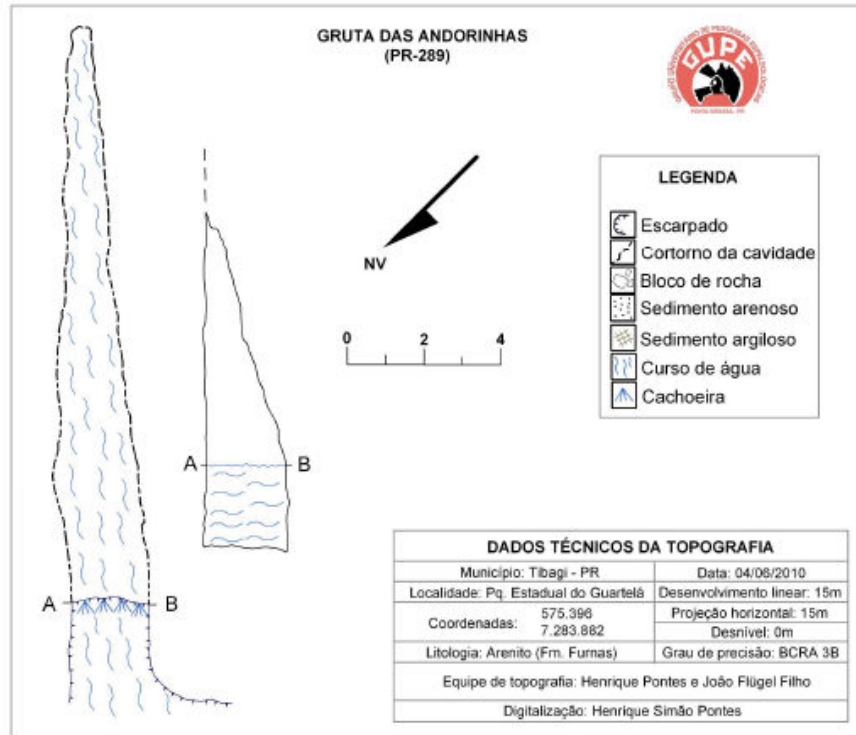 GRUTA DAS ANDORINHAS
(PR-289)
GUPE
NV
0 2 4
A B
A B
LEGENDA
Escarpado
Cortorno da cavidade
Bloco de rocha
Sedimento arenoso
Sedimento argiloso
Curso de água
Cachoeira
DADOS TÉCNICOS DA TOPOGRAFIA
Município: Tibagi - PR
Data: 04/06/2010
Localidade: Pq. Estadual do Guartelá
Desenvolvimento linear: 15m
Coordenadas: 575.396
7.283.882
Projeção horizontal: 15m
Desnível: 0m
Litologia: Arenito (Fm. Furnas)
Grau de precisão: BCRA 3B
Equipe de topografia: Henrique Pontes e João Flügel Filho
Digitalização: Henrique Simão Pontes